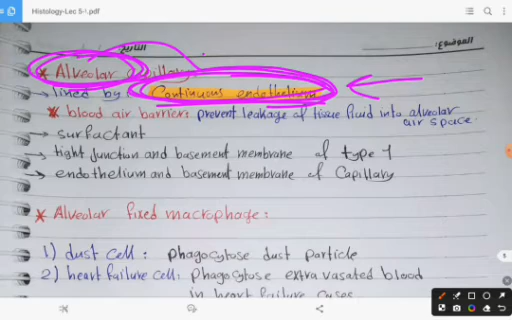 Histology-Lec 5-1.pdf
التاريخ
الموضوع:
* Alveolar capillary
→ lined by: Continuous endothelium
* blood air barrier: prevent leakage of tissue fluid into alveolar
air space.
→ surfactant
→ tight junction and basement membrane of type 1
→ endothelium and basement membrane of Capillary
* Alveolar fixed macrophage:
1) dust cell: phagocytose dust particle
2) heart failure cell: phagocytose extravasated blood
in heart failure cases